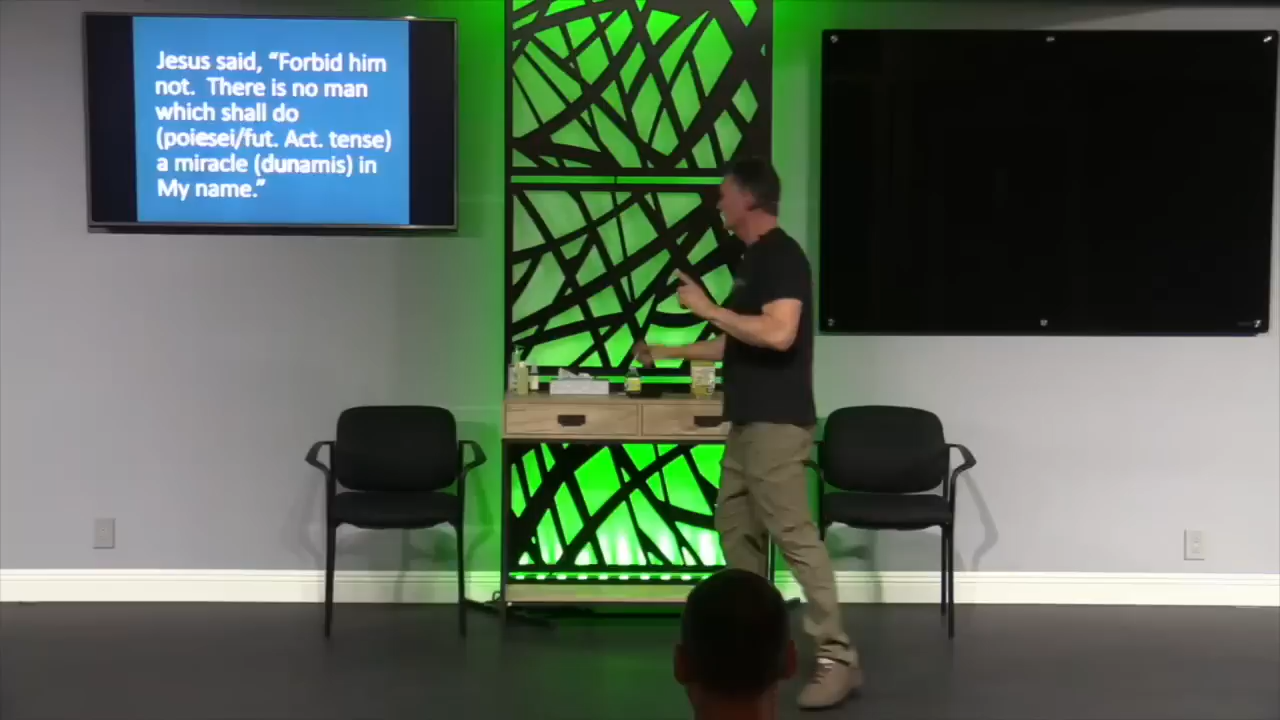 Jesus said, “Forbid him
not.  There is no man
which shall do
(poiesei/fut. Act. tense)
a miracle (dunamis) in
My name.”